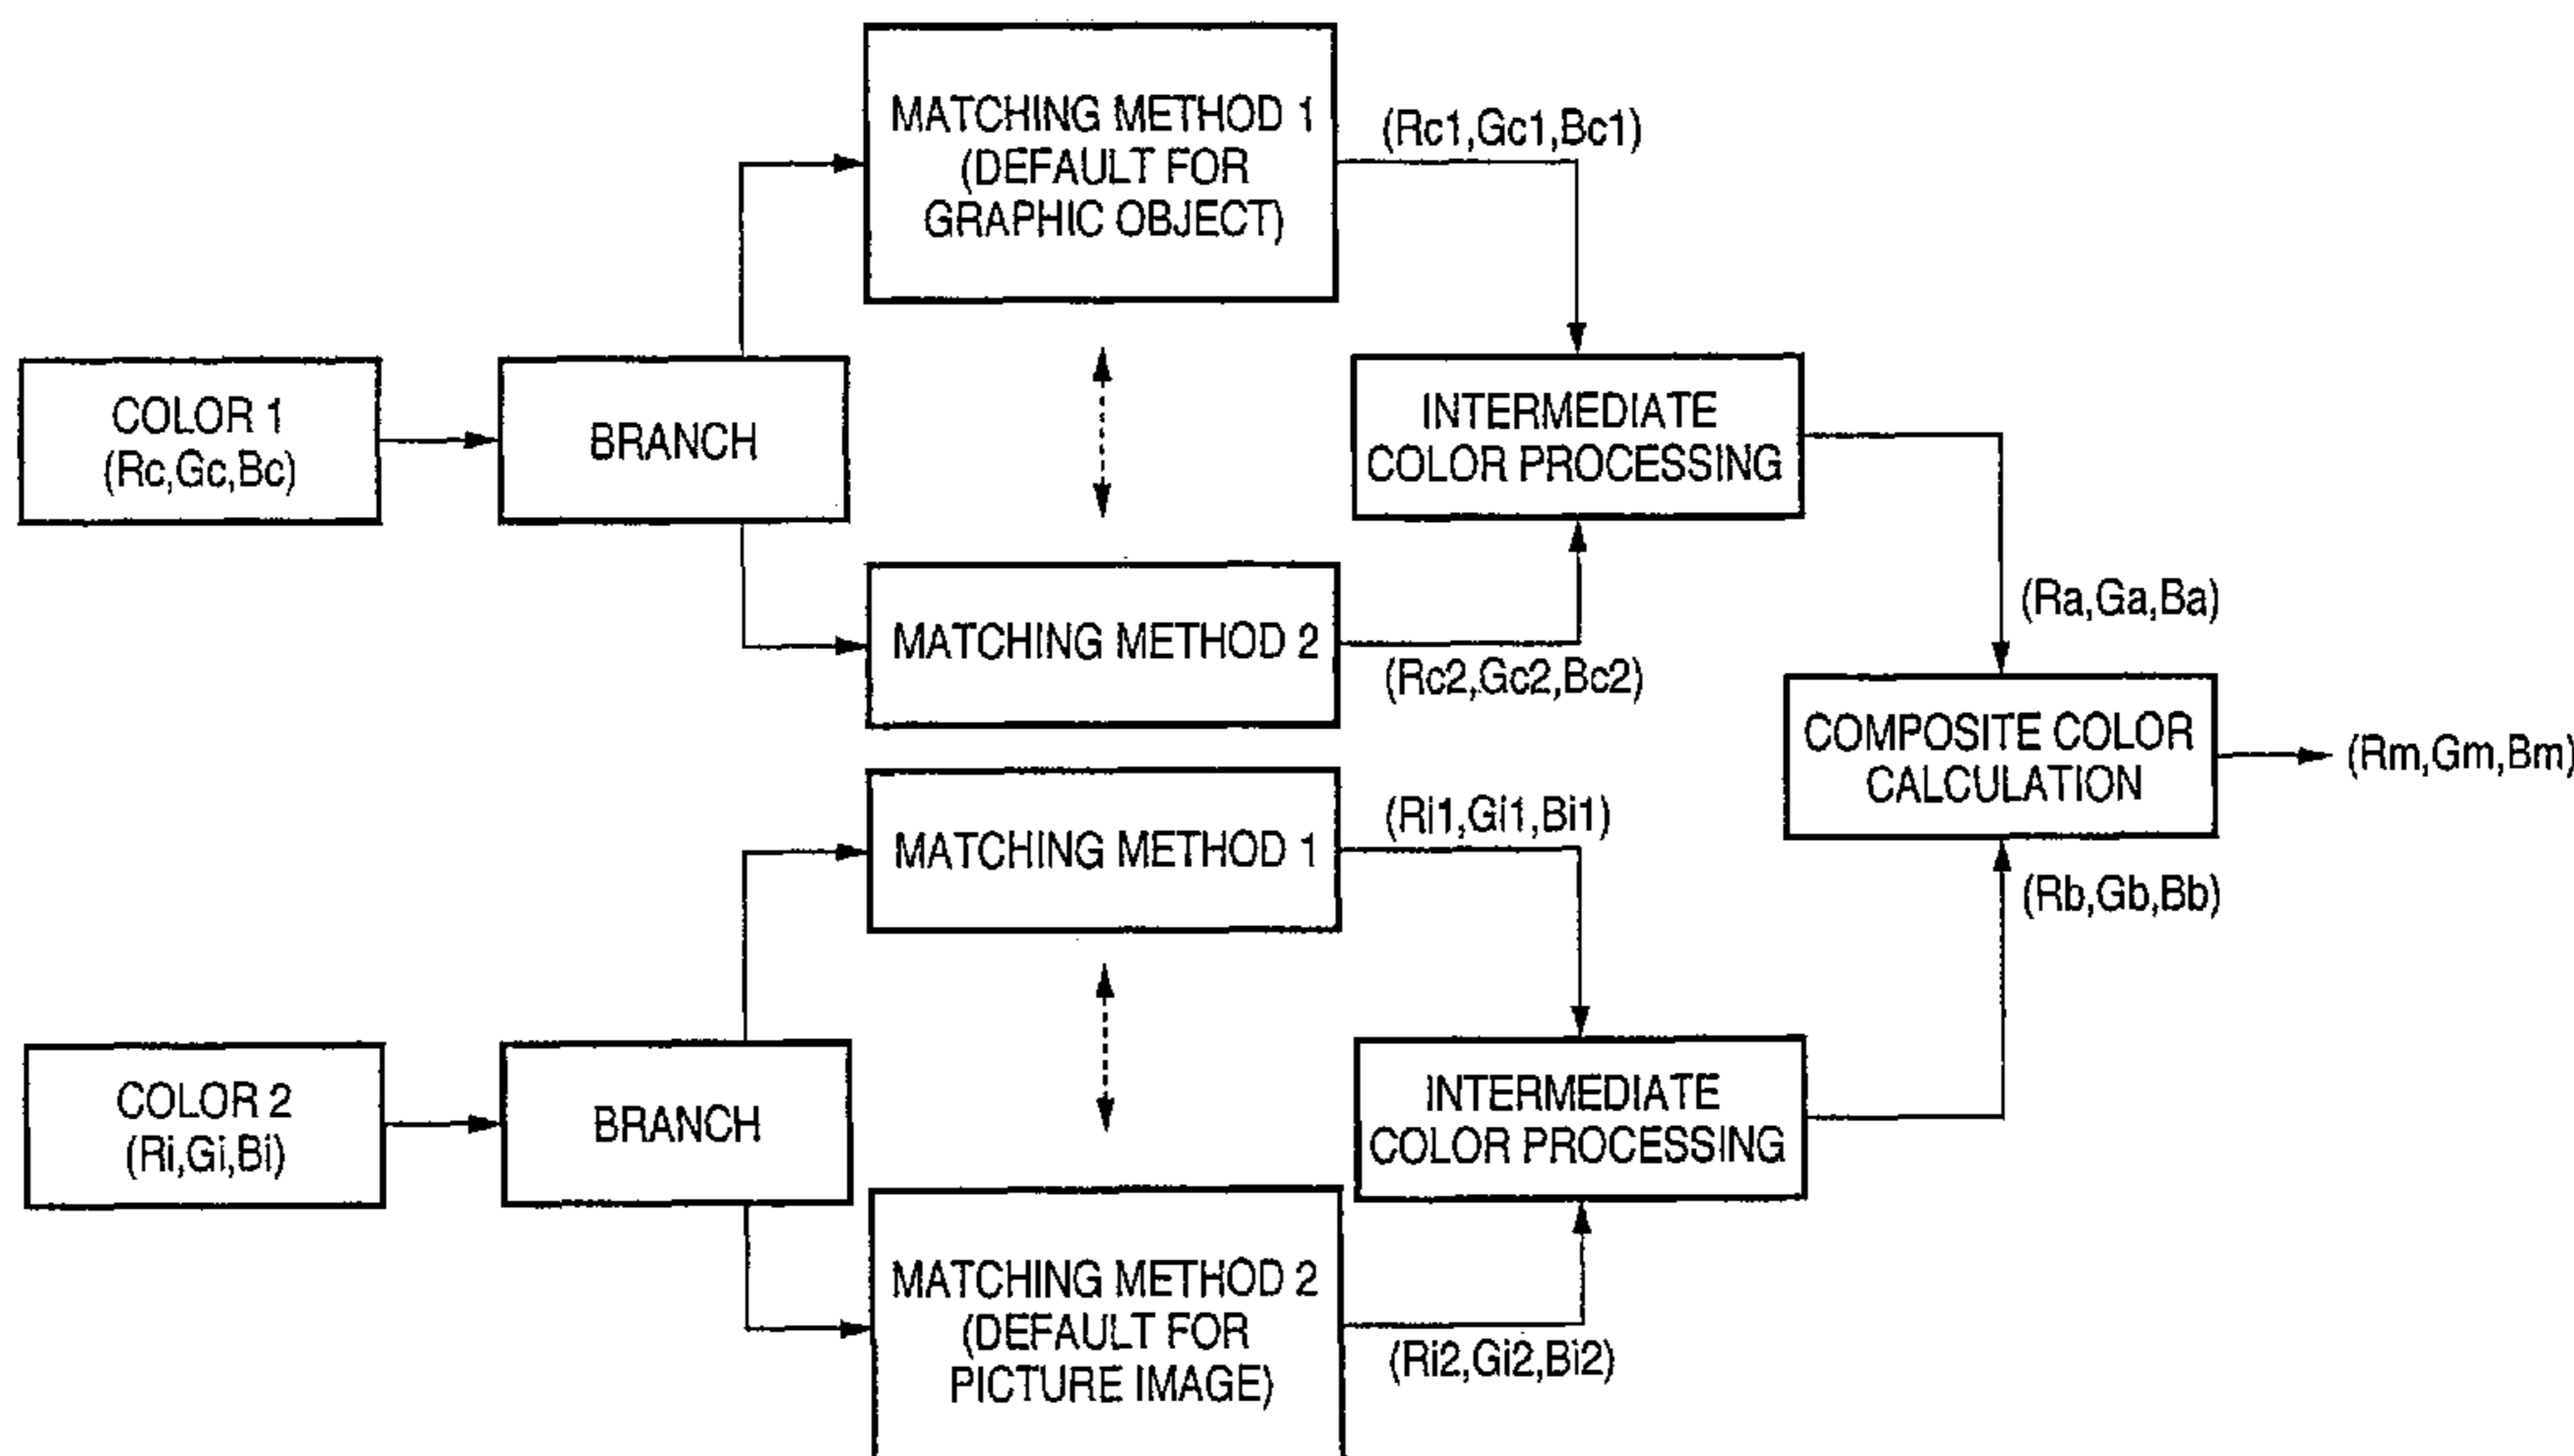 COLOR 1
(Rc,Gc,Bc)
BRANCH
MATCHING METHOD 1
(DEFAULT FOR
GRAPHIC OBJECT)
(Rc1,Gc1,Bc1)
MATCHING METHOD 2
(Rc2,Gc2,Bc2)
INTERMEDIATE
COLOR PROCESSING
(Ra,Ga,Ba)
COLOR 2
(Ri,Gi,Bi)
BRANCH
MATCHING METHOD 1
(Ri1,Gi1,Bi1)
MATCHING METHOD 2
(DEFAULT FOR
PICTURE IMAGE)
(Ri2,Gi2,Bi2)
INTERMEDIATE
COLOR PROCESSING
(Rb,Gb,Bb)
COMPOSITE COLOR
CALCULATION
(Rm,Gm,Bm)